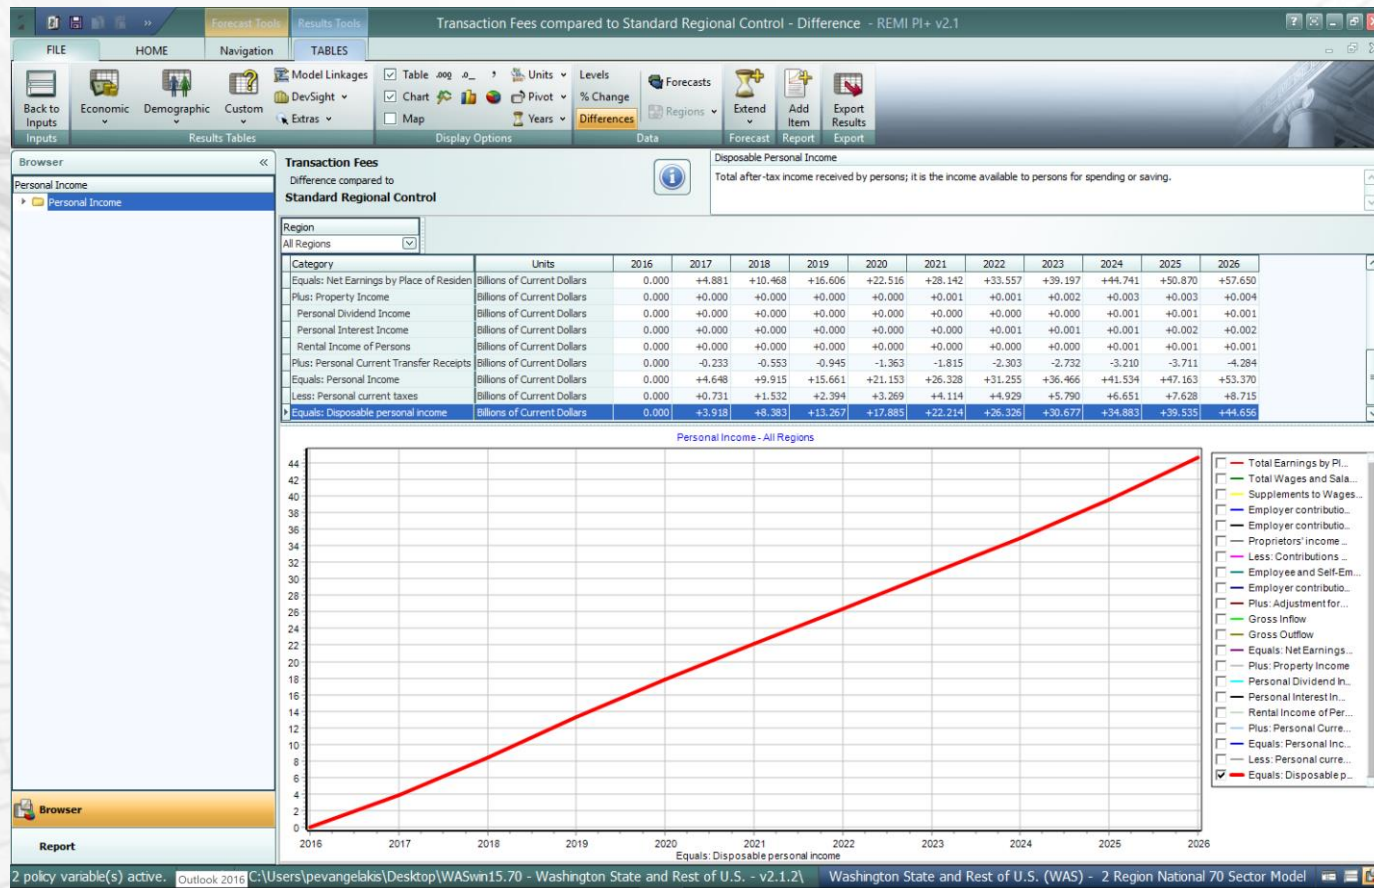 Forecast Tools Results Tools Transaction Fees compared to Standard Regional Control - Difference - REMI PI+ v2.1
FILE HOME Navigation TABLES
Back to Inputs
Inputs
Economic Demographic Custom
Model Linkages
DevSight
Extras
Results Tables
Table .000 .0_ , Units
Chart Pivot
Map Years
Display Options
Levels
% Change
Differences
Forecasts
Regions
Data
Extend
Forecast
Add Item
Report
Export Results
Export
Browser «
Personal Income
Personal Income
Transaction Fees
Difference compared to
Standard Regional Control
Disposable Personal Income
Total after-tax income received by persons; it is the income available to persons for spending or saving.
Region
All Regions
Category Units 2016 2017 2018 2019 2020 2021 2022 2023 2024 2025 2026
Equals: Net Earnings by Place of Residen Billions of Current Dollars 0.000 +4.881 +10.468 +16.606 +22.516 +28.142 +33.557 +39.197 +44.741 +50.870 +57.650
Plus: Property Income Billions of Current Dollars 0.000 +0.000 +0.000 +0.000 +0.000 +0.001 +0.001 +0.002 +0.003 +0.003 +0.004
Personal Dividend Income Billions of Current Dollars 0.000 +0.000 +0.000 +0.000 +0.000 +0.000 +0.000 +0.000 +0.001 +0.001 +0.001
Personal Interest Income Billions of Current Dollars 0.000 +0.000 +0.000 +0.000 +0.000 +0.000 +0.001 +0.001 +0.001 +0.002 +0.002
Rental Income of Persons Billions of Current Dollars 0.000 +0.000 +0.000 +0.000 +0.000 +0.000 +0.000 +0.000 +0.001 +0.001 +0.001
Plus: Personal Current Transfer Receipts Billions of Current Dollars 0.000 -0.233 -0.553 -0.945 -1.363 -1.815 -2.303 -2.732 -3.210 -3.711 -4.284
Equals: Personal Income Billions of Current Dollars 0.000 +4.648 +9.915 +15.661 +21.153 +26.328 +31.255 +36.466 +41.534 +47.163 +53.370
Less: Personal current taxes Billions of Current Dollars 0.000 +0.731 +1.532 +2.394 +3.269 +4.114 +4.929 +5.790 +6.651 +7.628 +8.715
Equals: Disposable personal income Billions of Current Dollars 0.000 +3.918 +8.383 +13.267 +17.885 +22.214 +26.326 +30.677 +34.883 +39.535 +44.656
Personal Income - All Regions
44
42
40
38
36
34
32
30
28
26
24
22
20
18
16
14
12
10
8
6
4
2
0
2016 2017 2018 2019 2020 2021 2022 2023 2024 2025 2026
Equals: Disposable personal income
Total Earnings by Pl...
Total Wages and Sala...
Supplements to Wages...
Employer contributio...
Employer contributio...
Proprietors' income ...
Less: Contributions ...
Employee and Self-Em...
Employer contributio...
Plus: Adjustment for...
Gross Inflow
Gross Outflow
Equals: Net Earnings...
Plus: Property Income
Personal Dividend In...
Personal Interest In...
Rental Income of Per...
Plus: Personal Curre...
Equals: Personal Inc...
Less: Personal curre...
Equals: Disposable p...
Browser
Report
2 policy variable(s) active. Outlook 2016 C:\Users\pevangelakis\Desktop\WASwin15.70 - Washington State and Rest of U.S. - v2.1.2\ Washington State and Rest of U.S. (WAS) - 2 Region National 70 Sector Model